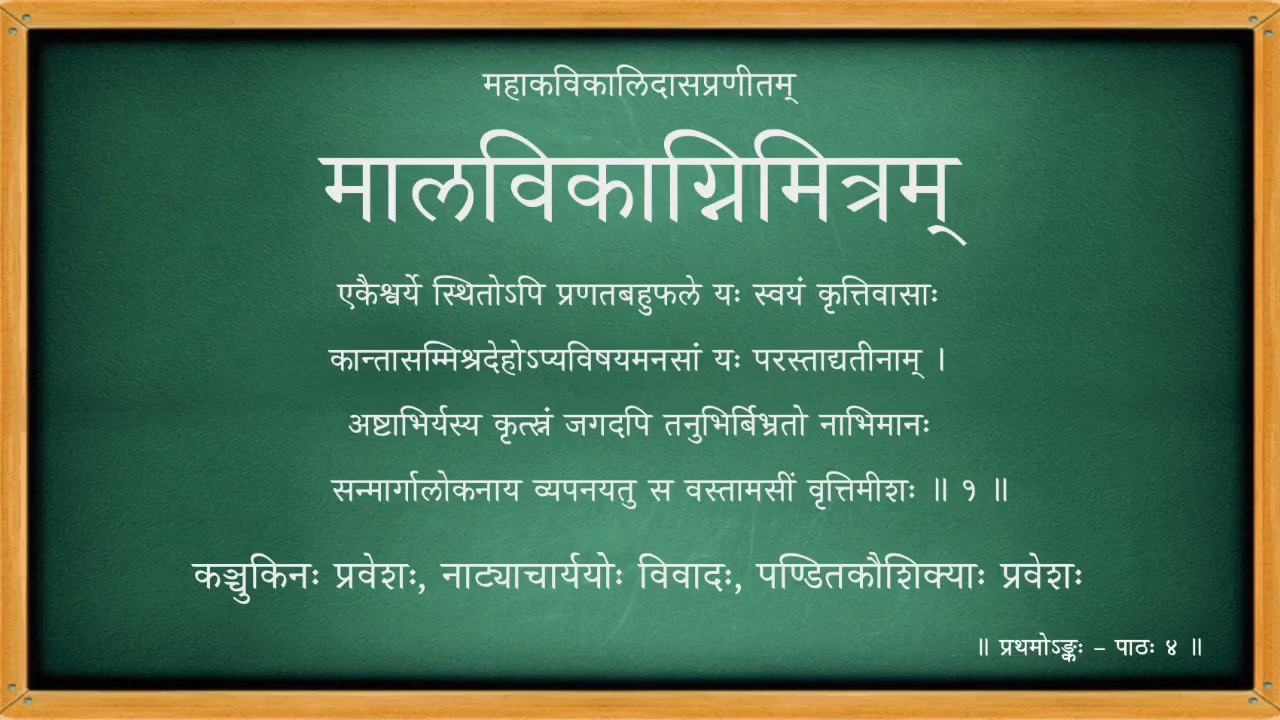 महाकविकालिदासप्रणीतम्
मालविकाग्निमित्रम्
एकैश्वर्ये स्थितोऽपि प्रणतबहुफले यः स्वयं कृत्तिवासाः
कान्तासम्मिश्रदेहोऽप्यविषयमनसां यः परस्ताद्यतीनाम् ।
अष्टाभिर्यस्य कृत्स्नं जगदपि तनुभिर्बिभ्रतो नाभिमानः
सन्मार्गालोकनाय व्यपनयतु स वस्तामसीं वृत्तिमीशः ॥ १ ॥
कञ्चुकिनः प्रवेशः, नाट्याचार्ययोः विवादः, पण्डितकौशिक्याः प्रवेशः
॥ प्रथमोऽङ्कः – पाठः ४ ॥